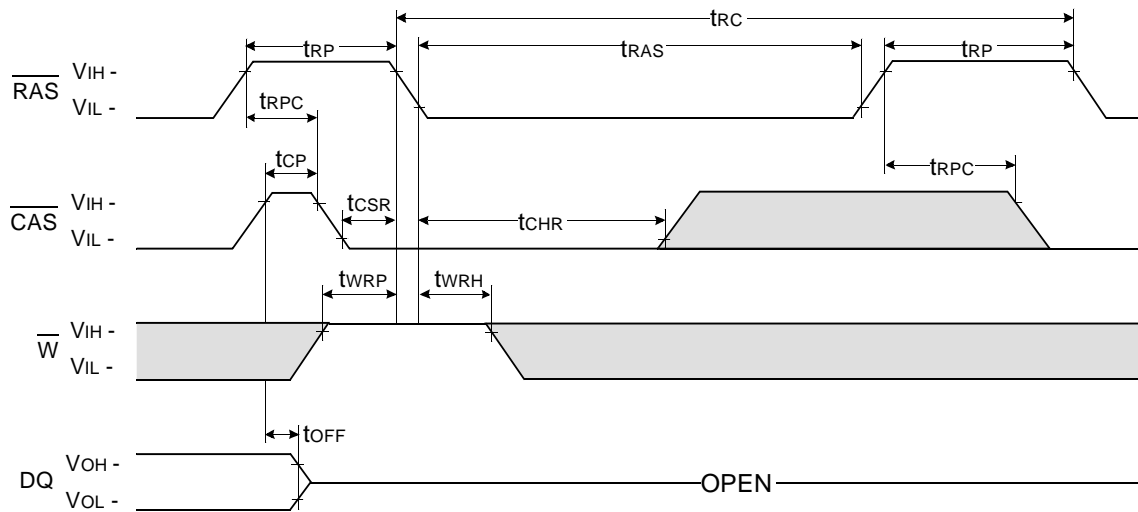 tRC
tRP tRAS tRP
RAS VIH -
VIL -
tRPC
tCP tRPC
CAS VIH -
VIL -
tCSR tCHR
tWRP tWRH
W VIH -
VIL -
tOFF
DQ VOH -
VOL -
OPEN